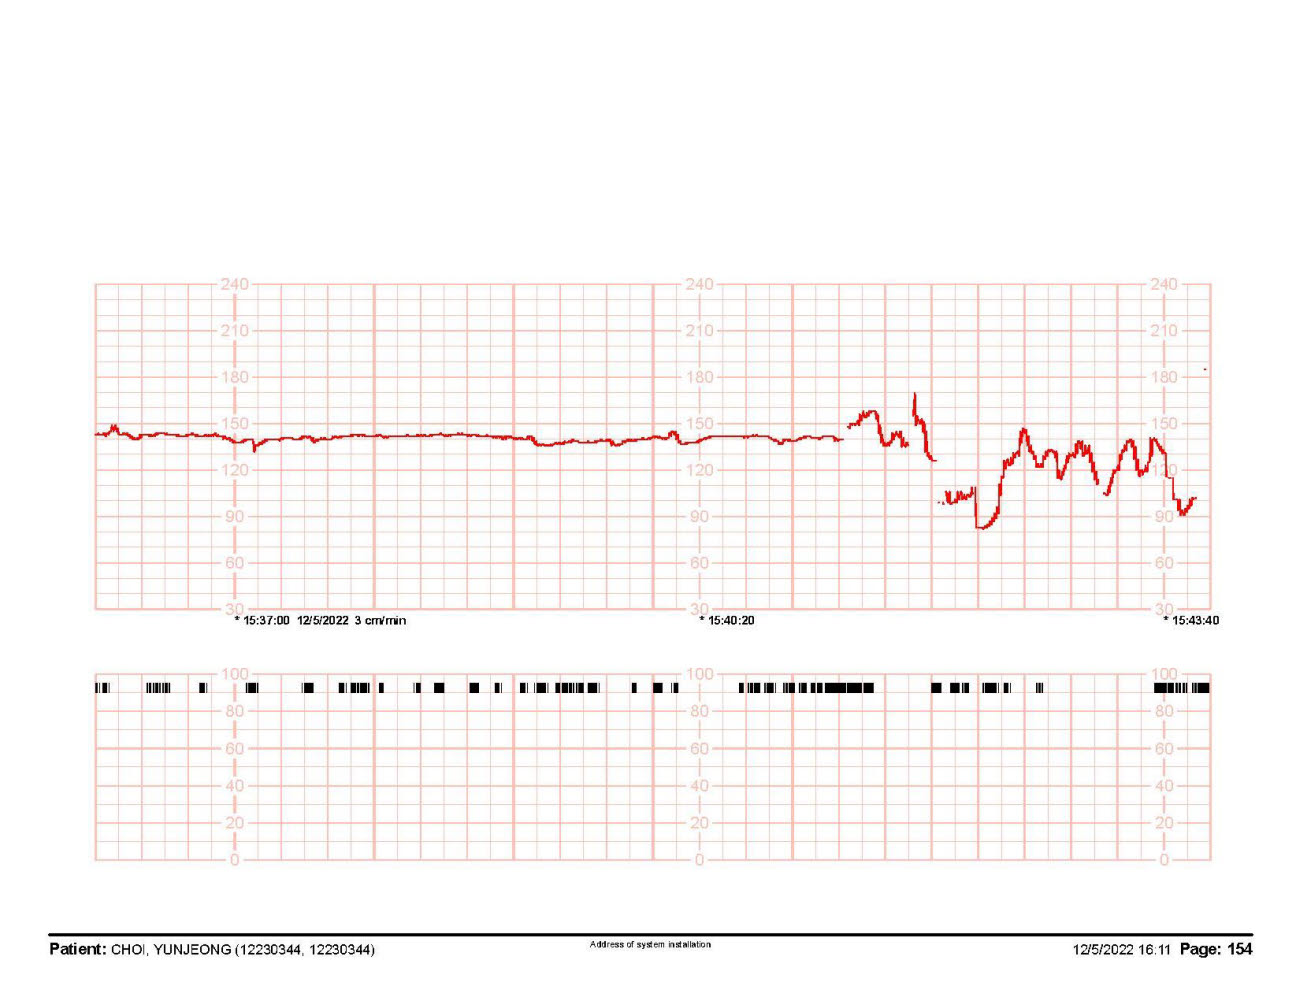 240 240 240
210 210 210
180 180 180
150 150 150
120 120 120
90 90 90
60 60 60
30 30 30
* 15:37:00 12/5/2022 3 cm/min * 15:40:20 * 15:43:40
100 100 100
80 80 80
60 60 60
40 40 40
20 20 20
0 0 0
Patient: CHOI, YUNJEONG (12230344, 12230344) Address of system installation 12/5/2022 16:11 Page: 154